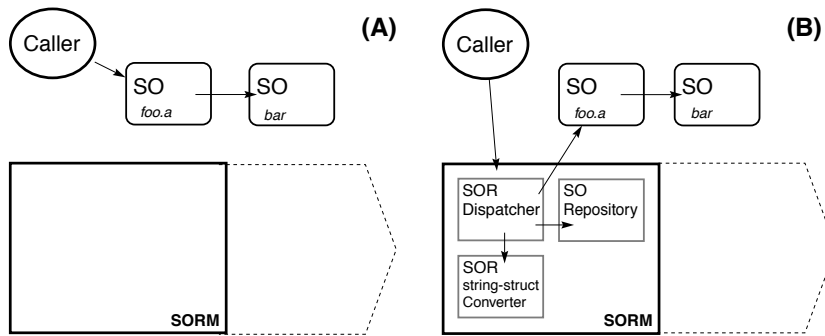 Caller
(A)
SO
foo.a
SO
bar
SORM
Caller
(B)
SO
foo.a
SO
bar
SOR
Dispatcher
SO
Repository
SOR
string-struct
Converter
SORM